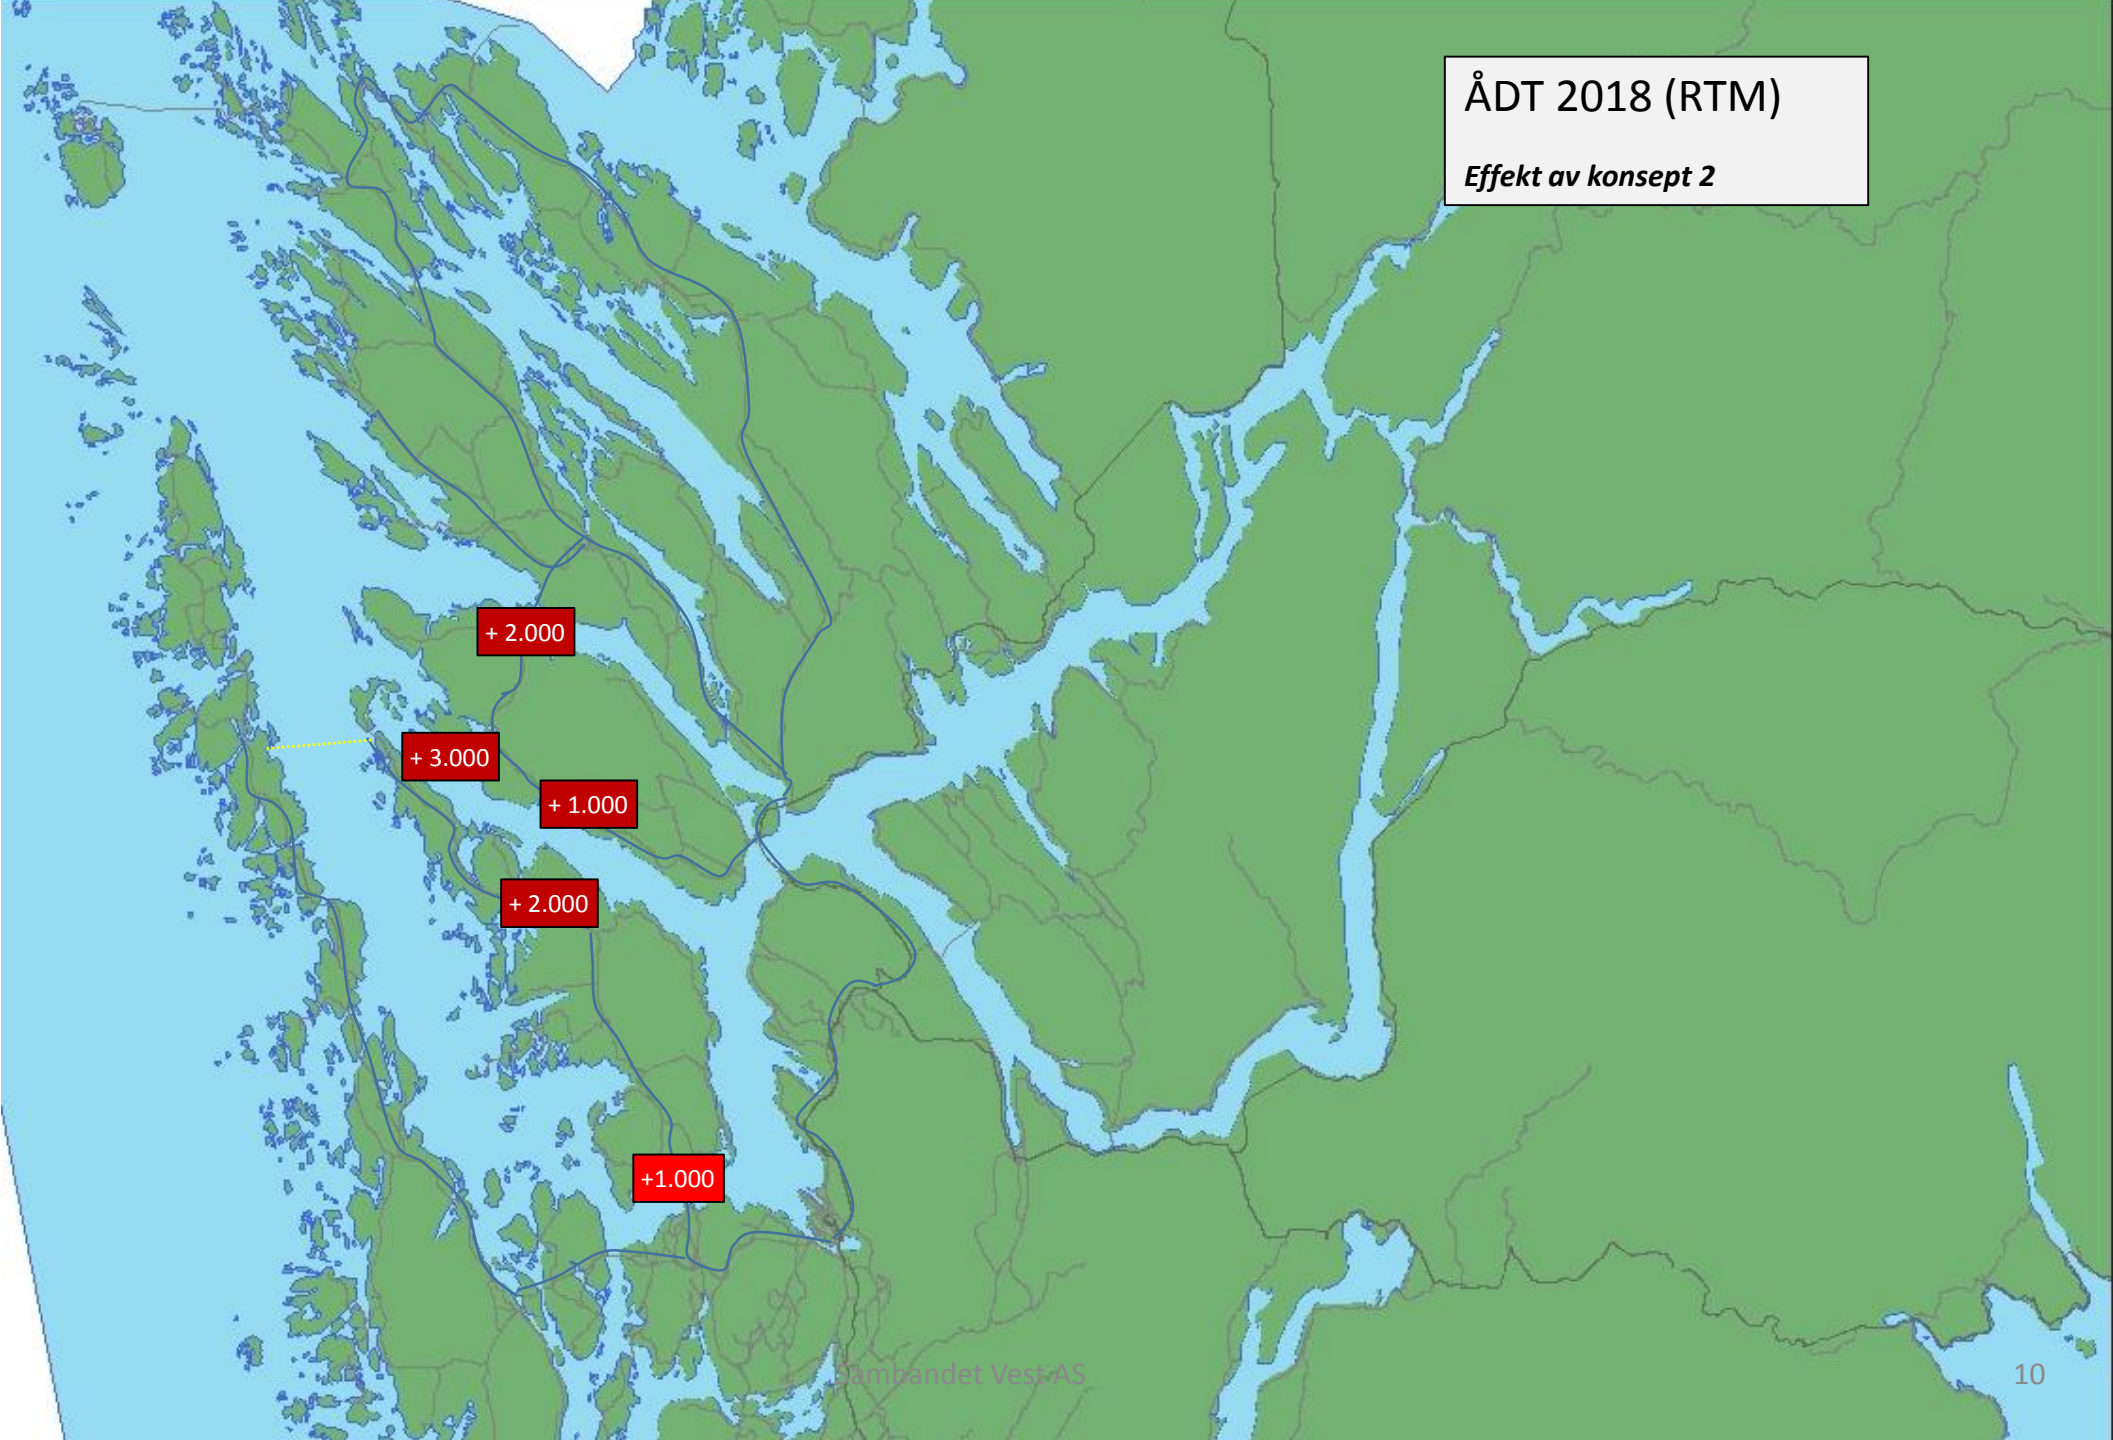 ÅDT 2018 (RTM)
Effekt av konsept 2
+ 2.000
+ 3.000
+ 1.000
+ 2.000
+1.000
Sambandet Vest AS
10